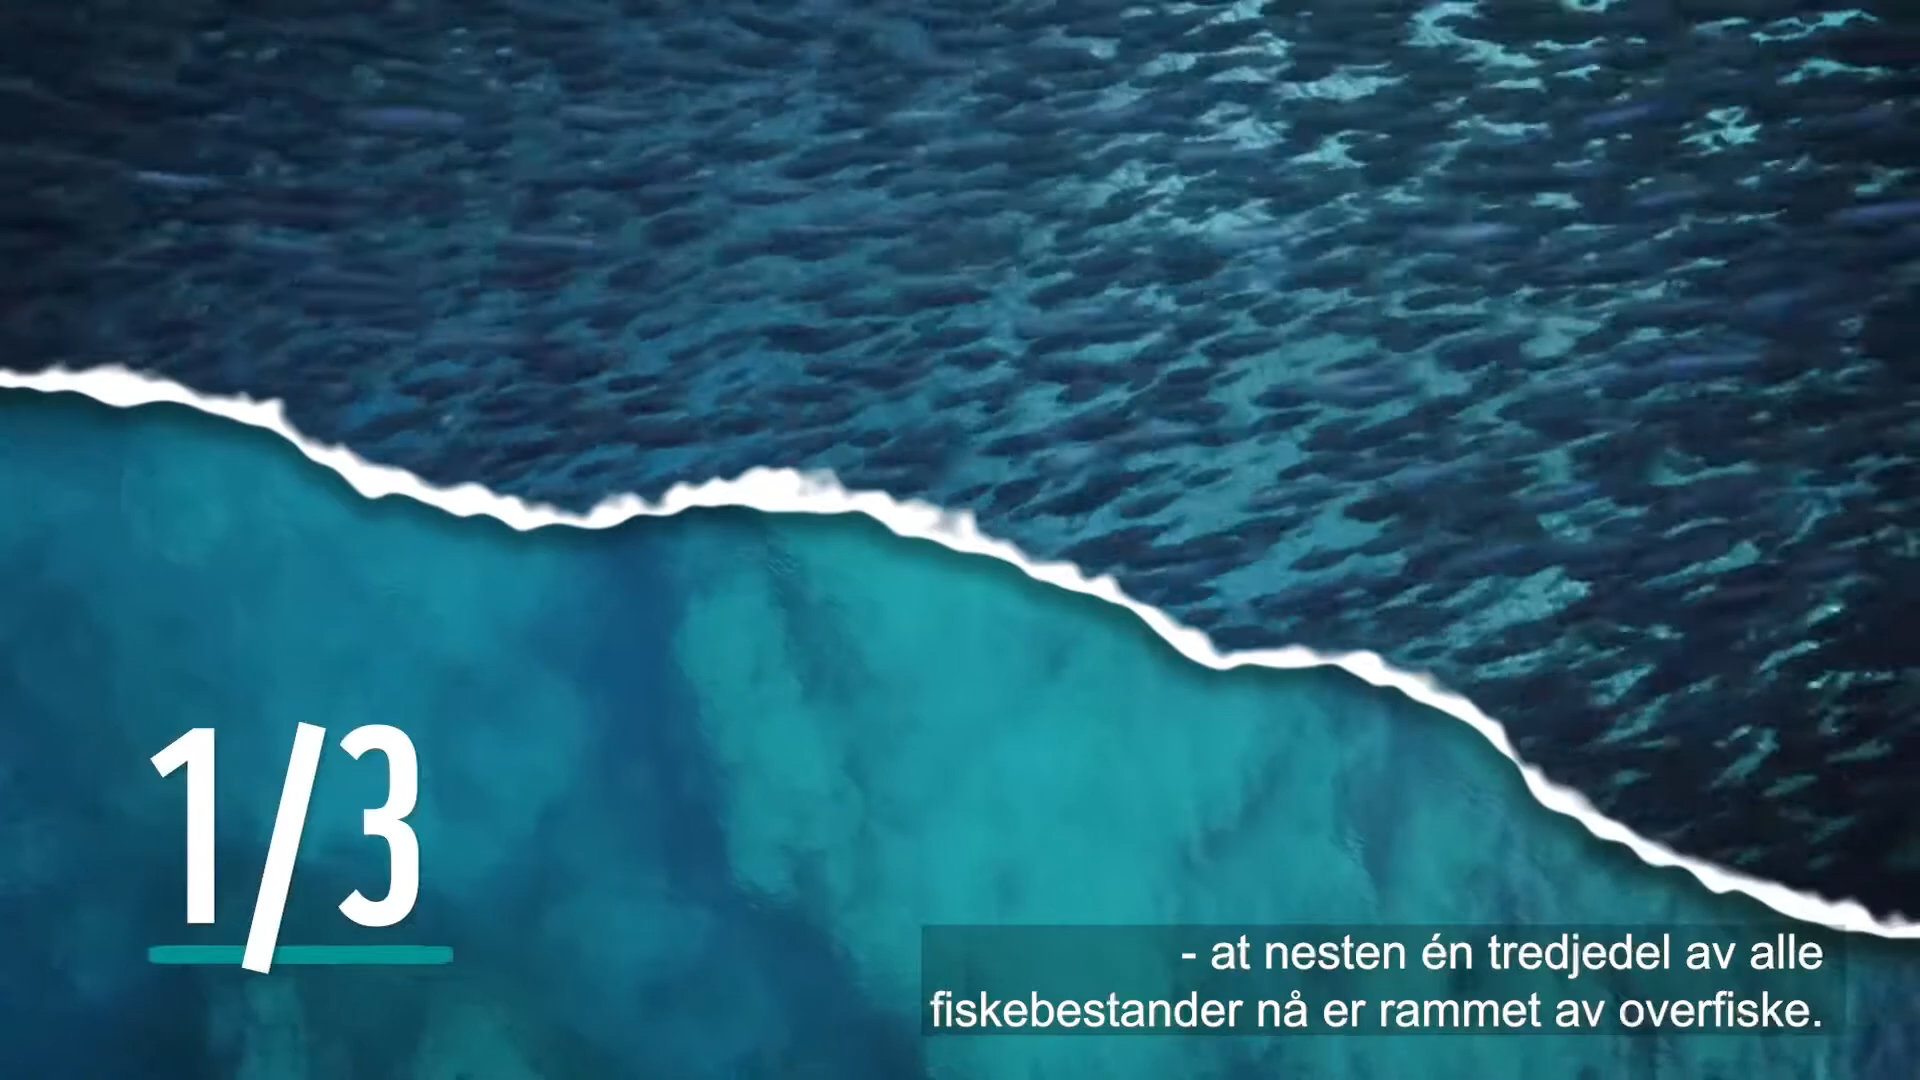 1/3
- at nesten én tredjedel av alle
fiskebestander nå er rammet av overfiske.